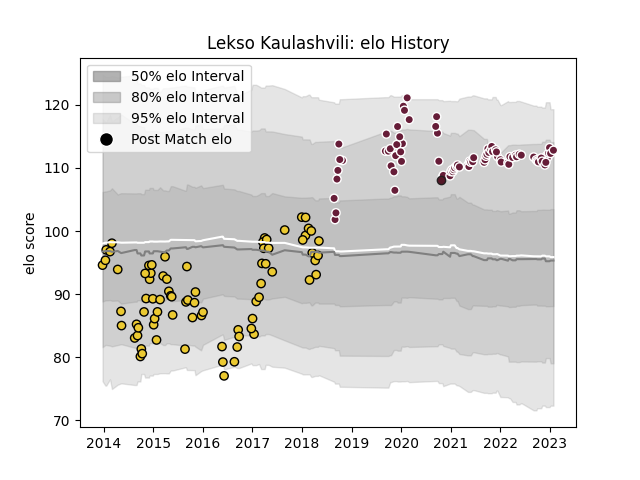 Lekso Kaulashvili: elo History
50% elo Interval
80% elo Interval
95% elo Interval
Post Match elo
elo score
120
110
100
90
80
70
2014 2015 2016 2017 2018 2019 2020 2021 2022 2023